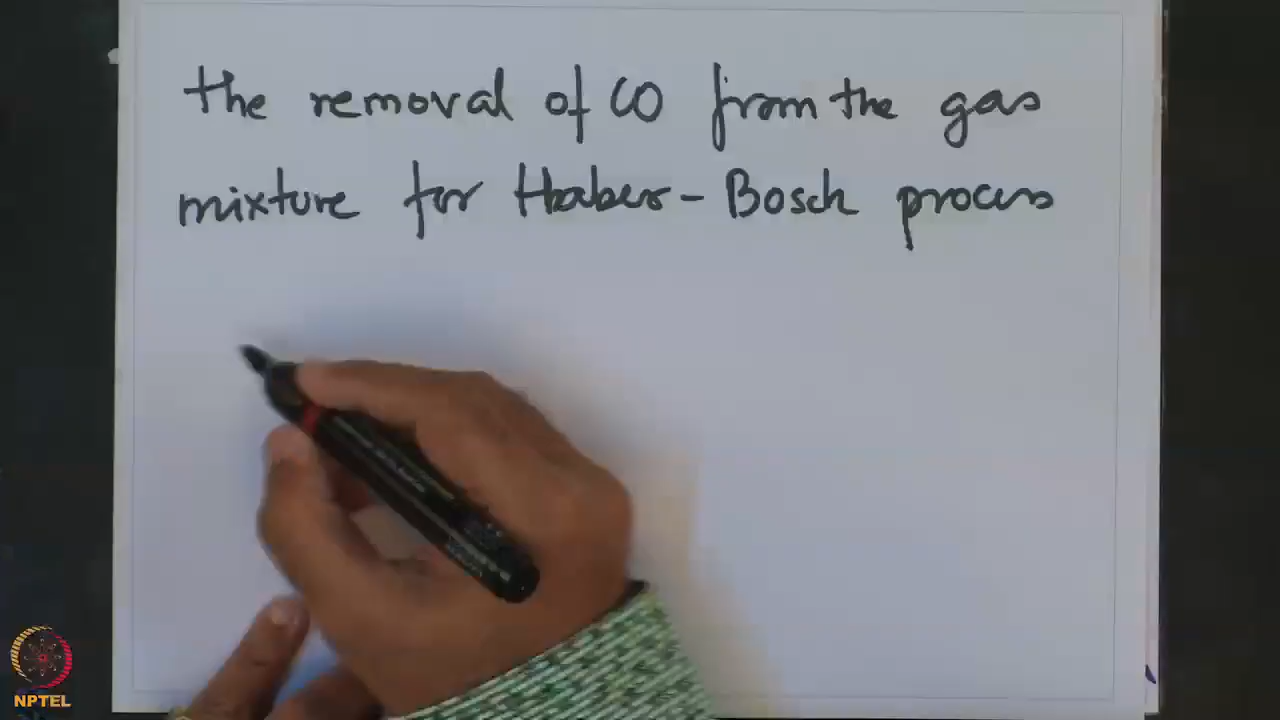 the removal of CO from the gas
mixture for Haber-Bosch process
NPTEL